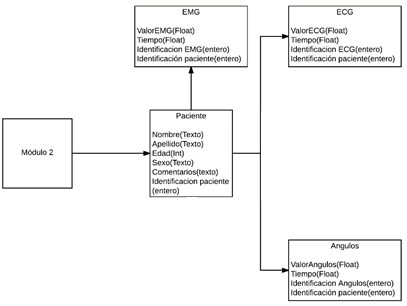 EMG
ValorEMG(Float)
Tiempo(Float)
Identificacion EMG(entero)
Identificación paciente(entero)
ECG
ValorECG(Float)
Tiempo(Float)
Identificacion ECG(entero)
Identificación paciente(entero)
Módulo 2
Paciente
Nombre(Texto)
Apellido(Texto)
Edad(Int)
Sexo(Texto)
Comentarios(texto)
Identificacion paciente
(entero)
Angulos
ValorAngulos(Float)
Tiempo(Float)
Identificacion Angulos(entero)
Identificación paciente(entero)